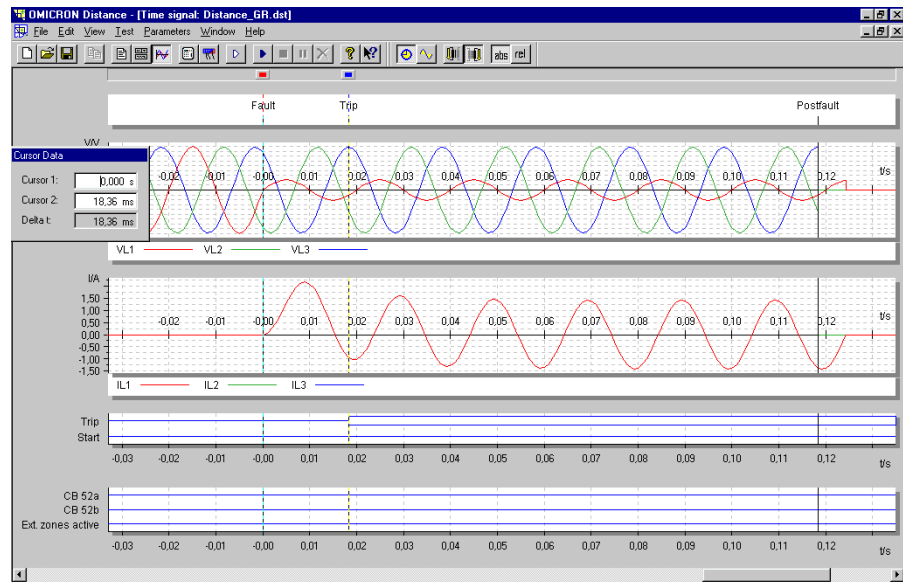 OMICRON Distance - [Time signal: Distance_GR.dst]
File Edit View Test Parameters Window Help
abs rel
Fault Trip Postfault
V/V
-0,02 -0,01 -0,00 0,01 0,02 0,03 0,04 0,05 0,06 0,07 0,08 0,09 0,10 0,11 0,12 t/s
Cursor Data
Cursor 1: 0,000 s
Cursor 2: 18,36 ms
Delta t: 18,36 ms
VL1 VL2 VL3
I/A
1,50
1,00
0,50
0,00
-0,50
-1,00
-1,50
-0,02 -0,01 -0,00 0,01 0,02 0,03 0,04 0,05 0,06 0,07 0,08 0,09 0,10 0,11 0,12 t/s
IL1 IL2 IL3
Trip
Start
-0,03 -0,02 -0,01 -0,00 0,01 0,02 0,03 0,04 0,05 0,06 0,07 0,08 0,09 0,10 0,11 0,12 t/s
CB 52a
CB 52b
Ext. zones active
-0,03 -0,02 -0,01 -0,00 0,01 0,02 0,03 0,04 0,05 0,06 0,07 0,08 0,09 0,10 0,11 0,12 t/s